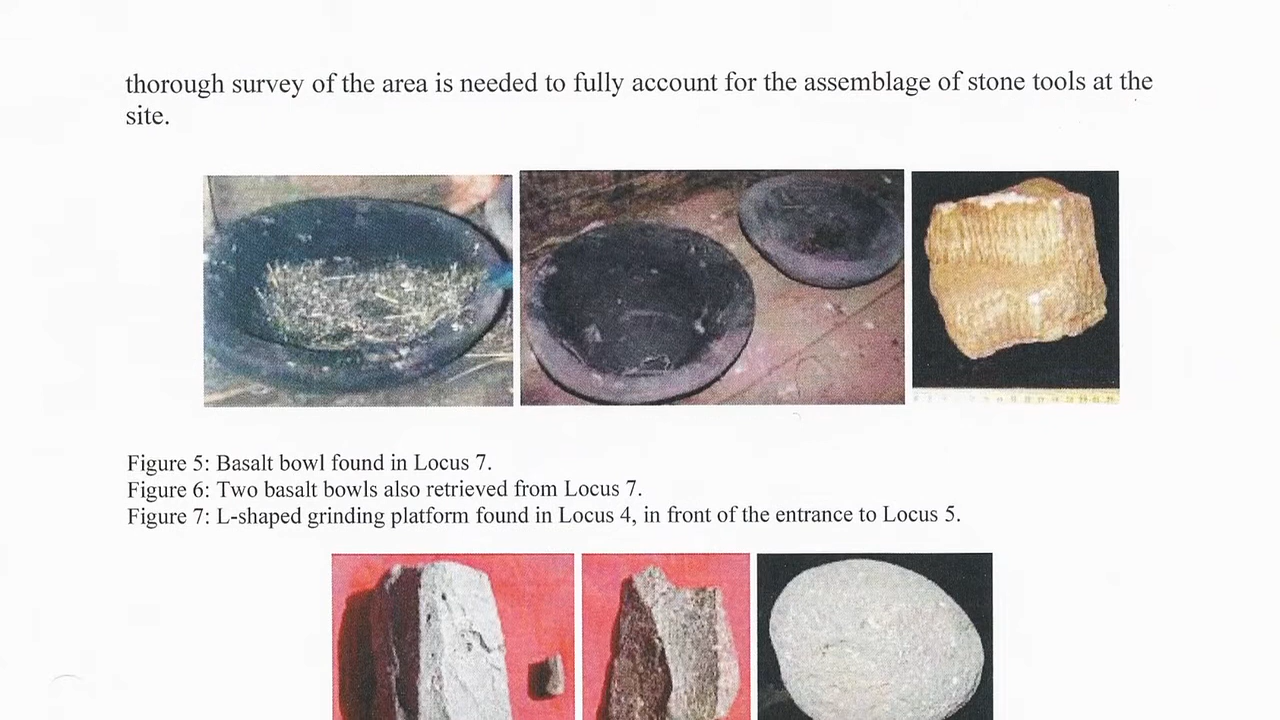 thorough survey of the area is needed to fully account for the assemblage of stone tools at the
site.
Figure 5: Basalt bowl found in Locus 7.
Figure 6: Two basalt bowls also retrieved from Locus 7.
Figure 7: L-shaped grinding platform found in Locus 4, in front of the entrance to Locus 5.